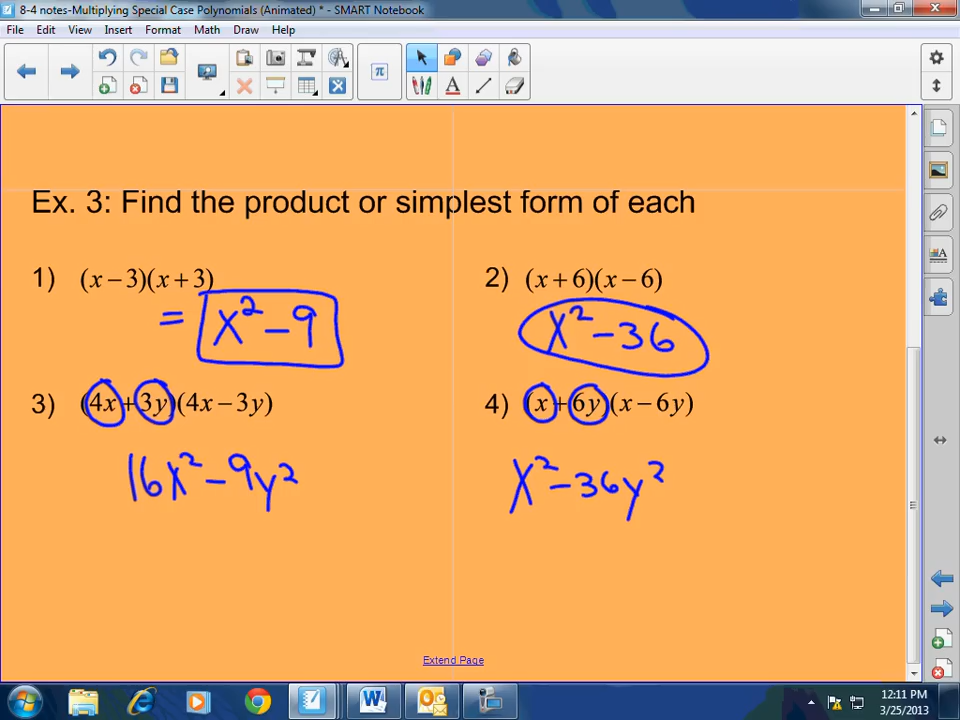 8-4 notes-Multiplying Special Case Polynomials (Animated) * - SMART Notebook
File Edit View Insert Format Math Draw Help
π
Ex. 3: Find the product or simplest form of each
1) (x − 3)(x + 3)
= x² − 9
2) (x + 6)(x − 6)
x² − 36
3) (4x + 3y)(4x − 3y)
16x² − 9y²
4) (x + 6y)(x − 6y)
x² − 36y²
Extend Page
12:11 PM
3/25/2013